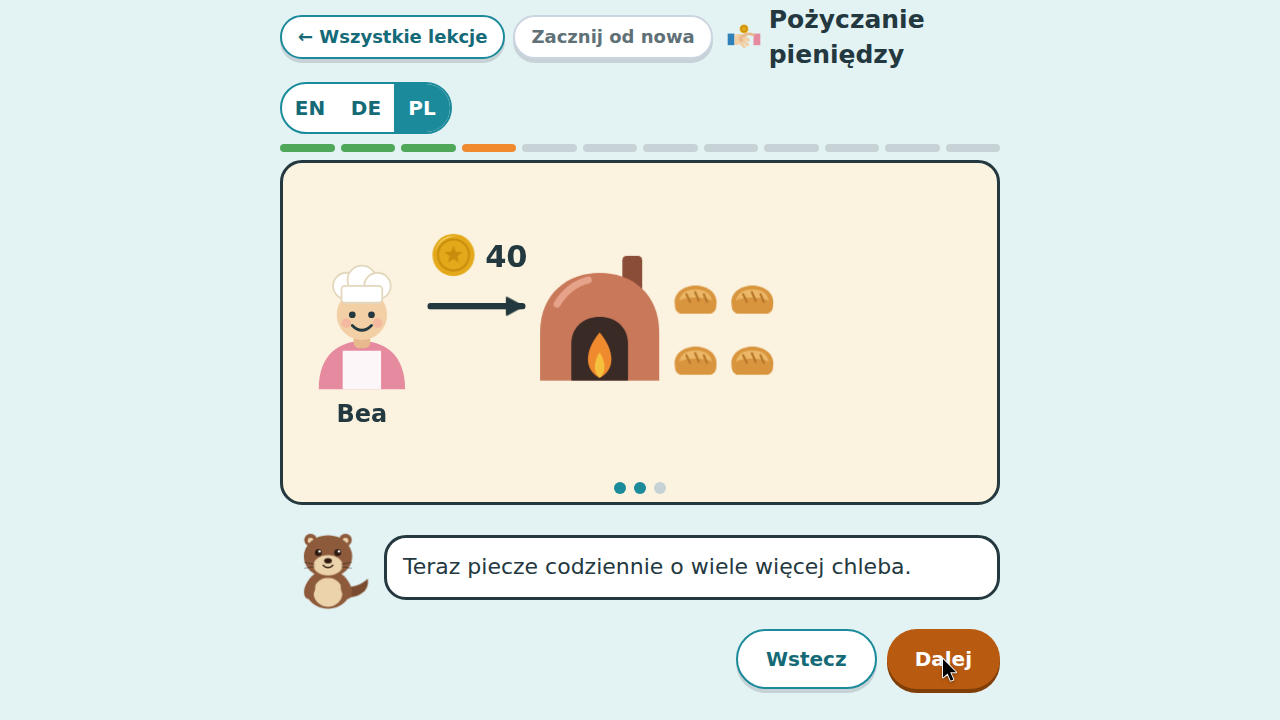 ← Wszystkie lekcje
Zacznij od nowa
Pożyczanie
pieniędzy
EN DE PL
40
Bea
Teraz piecze codziennie o wiele więcej chleba.
Wstecz
Dalej